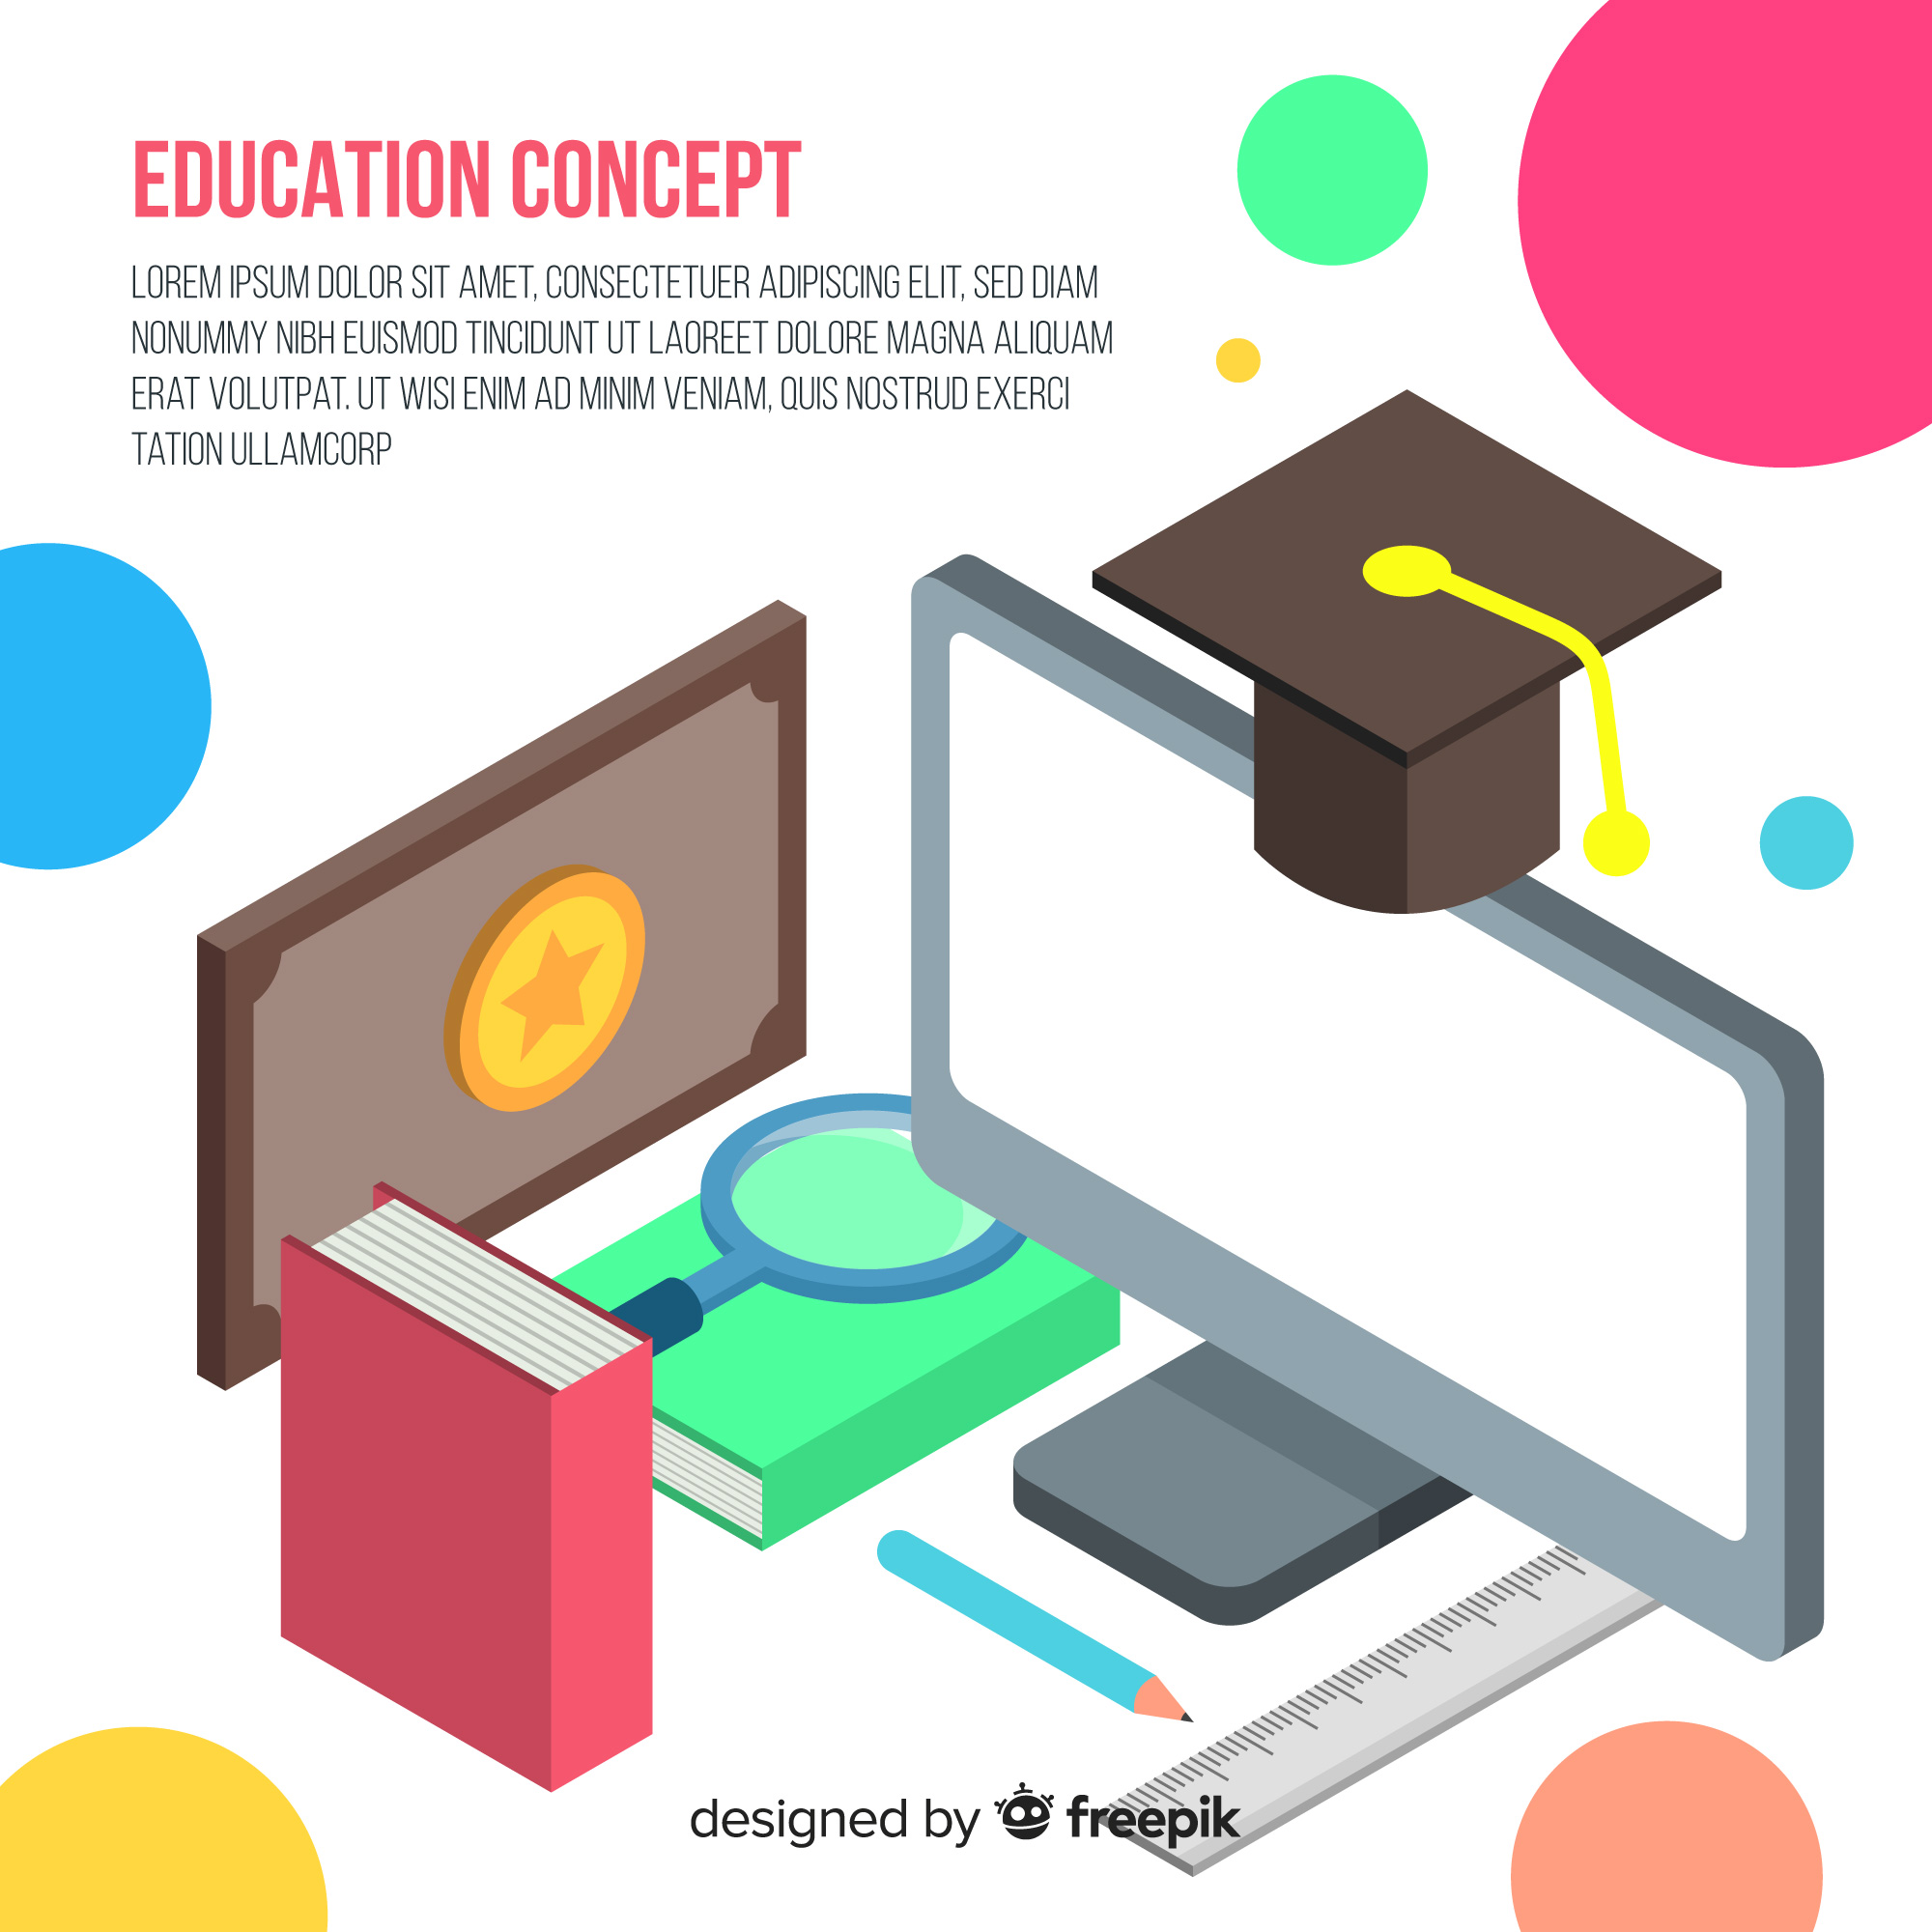 EDUCATION CONCEPT
LOREM IPSUM DOLOR SIT AMET, CONSECTETUER ADIPISCING ELIT, SED DIAM
NONUMMY NIBH EUISMOD TINCIDUNT UT LAOREET DOLORE MAGNA ALIQUAM
ERAT VOLUTPAT. UT WISI ENIM AD MINIM VENIAM, QUIS NOSTRUD EXERCI
TATION ULLAMCORP
designed by freepik